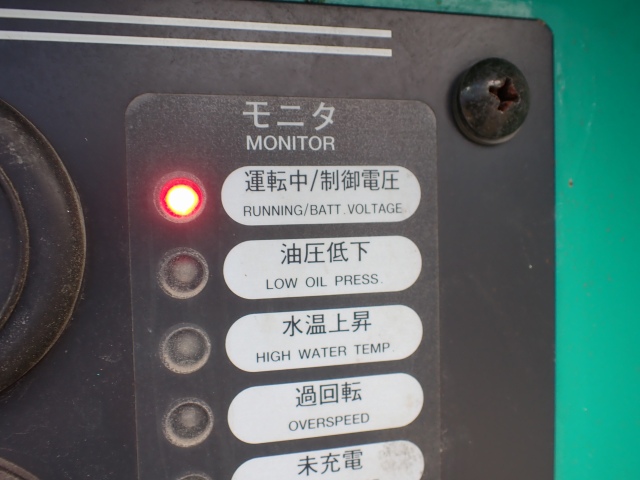 モニタ
MONITOR
運転中/制御電圧
RUNNING/BATT.VOLTAGE
油圧低下
LOW OIL PRESS.
水温上昇
HIGH WATER TEMP.
過回転
OVERSPEED
未充電